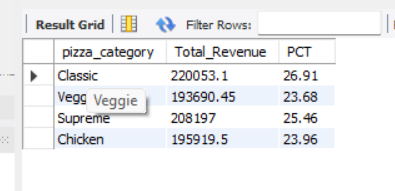 Result Grid Filter Rows:
pizza_category Total_Revenue PCT
Classic 220053.1 26.91
Vegg Veggie 193690.45 23.68
Supreme 208197 25.46
Chicken 195919.5 23.96